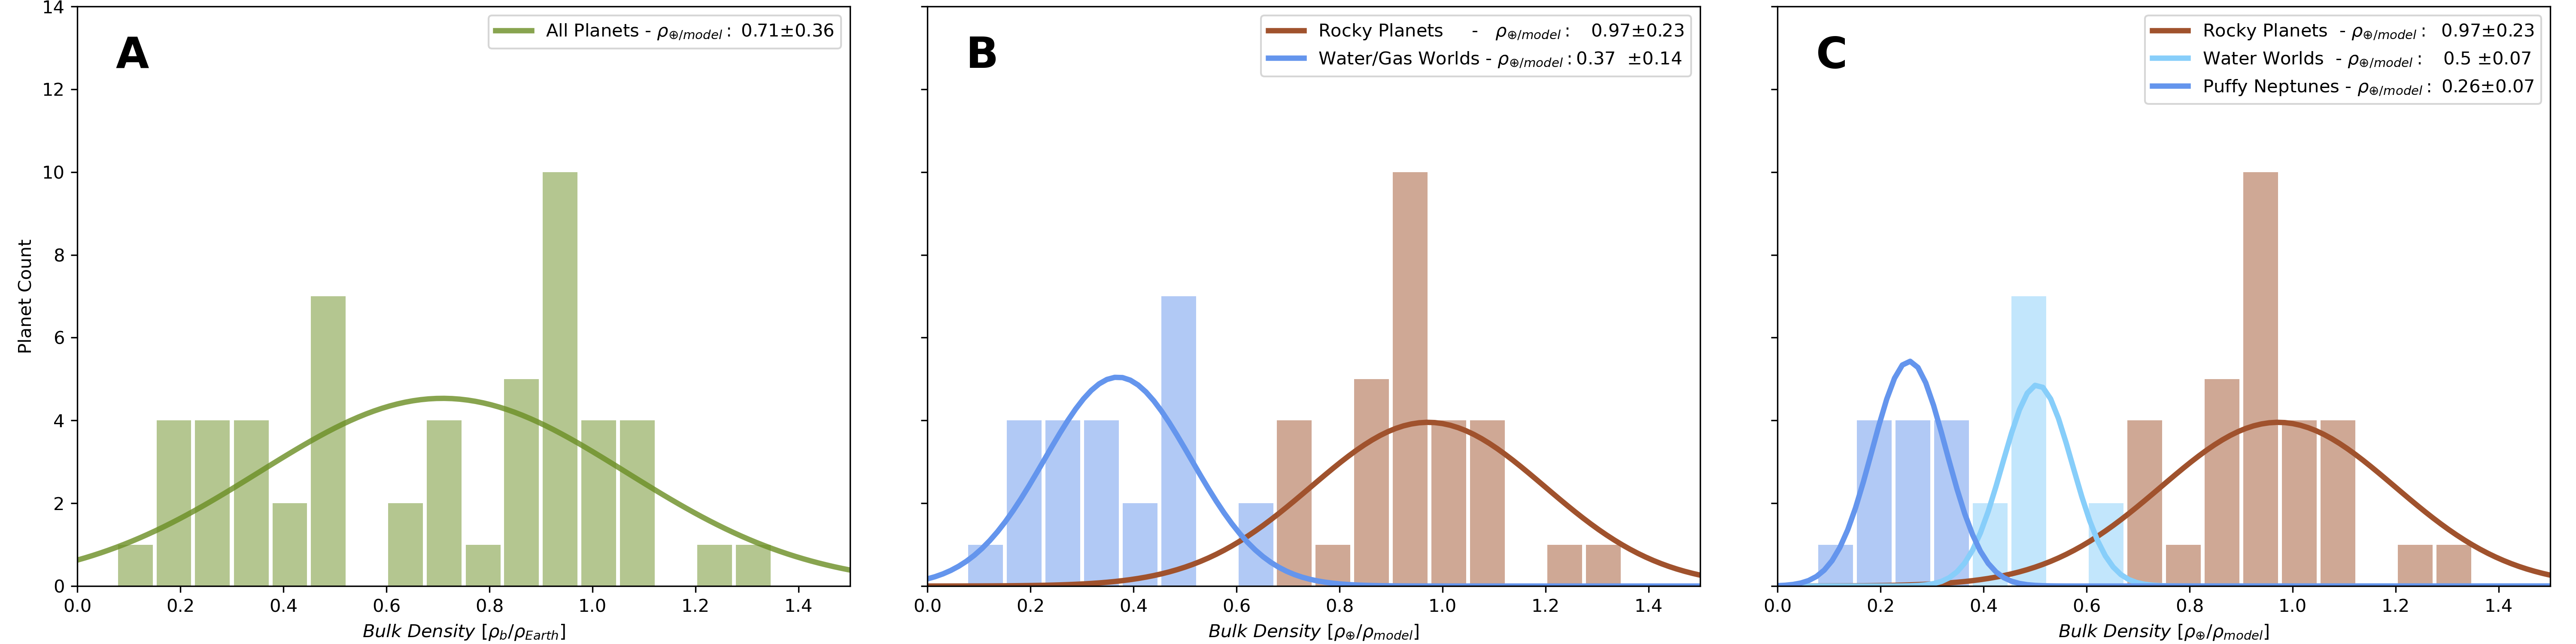 A
All Planets - ρ⊕/model : 0.71±0.36
14
12
10
8
6
4
2
0
Planet Count
0.0 0.2 0.4 0.6 0.8 1.0 1.2 1.4
Bulk Density [ρb/ρEarth]
B
Rocky Planets - ρ⊕/model : 0.97±0.23
Water/Gas Worlds - ρ⊕/model : 0.37 ±0.14
0.0 0.2 0.4 0.6 0.8 1.0 1.2 1.4
Bulk Density [ρ⊕/ρmodel]
C
Rocky Planets - ρ⊕/model : 0.97±0.23
Water Worlds - ρ⊕/model : 0.5 ±0.07
Puffy Neptunes - ρ⊕/model : 0.26±0.07
0.0 0.2 0.4 0.6 0.8 1.0 1.2 1.4
Bulk Density [ρ⊕/ρmodel]